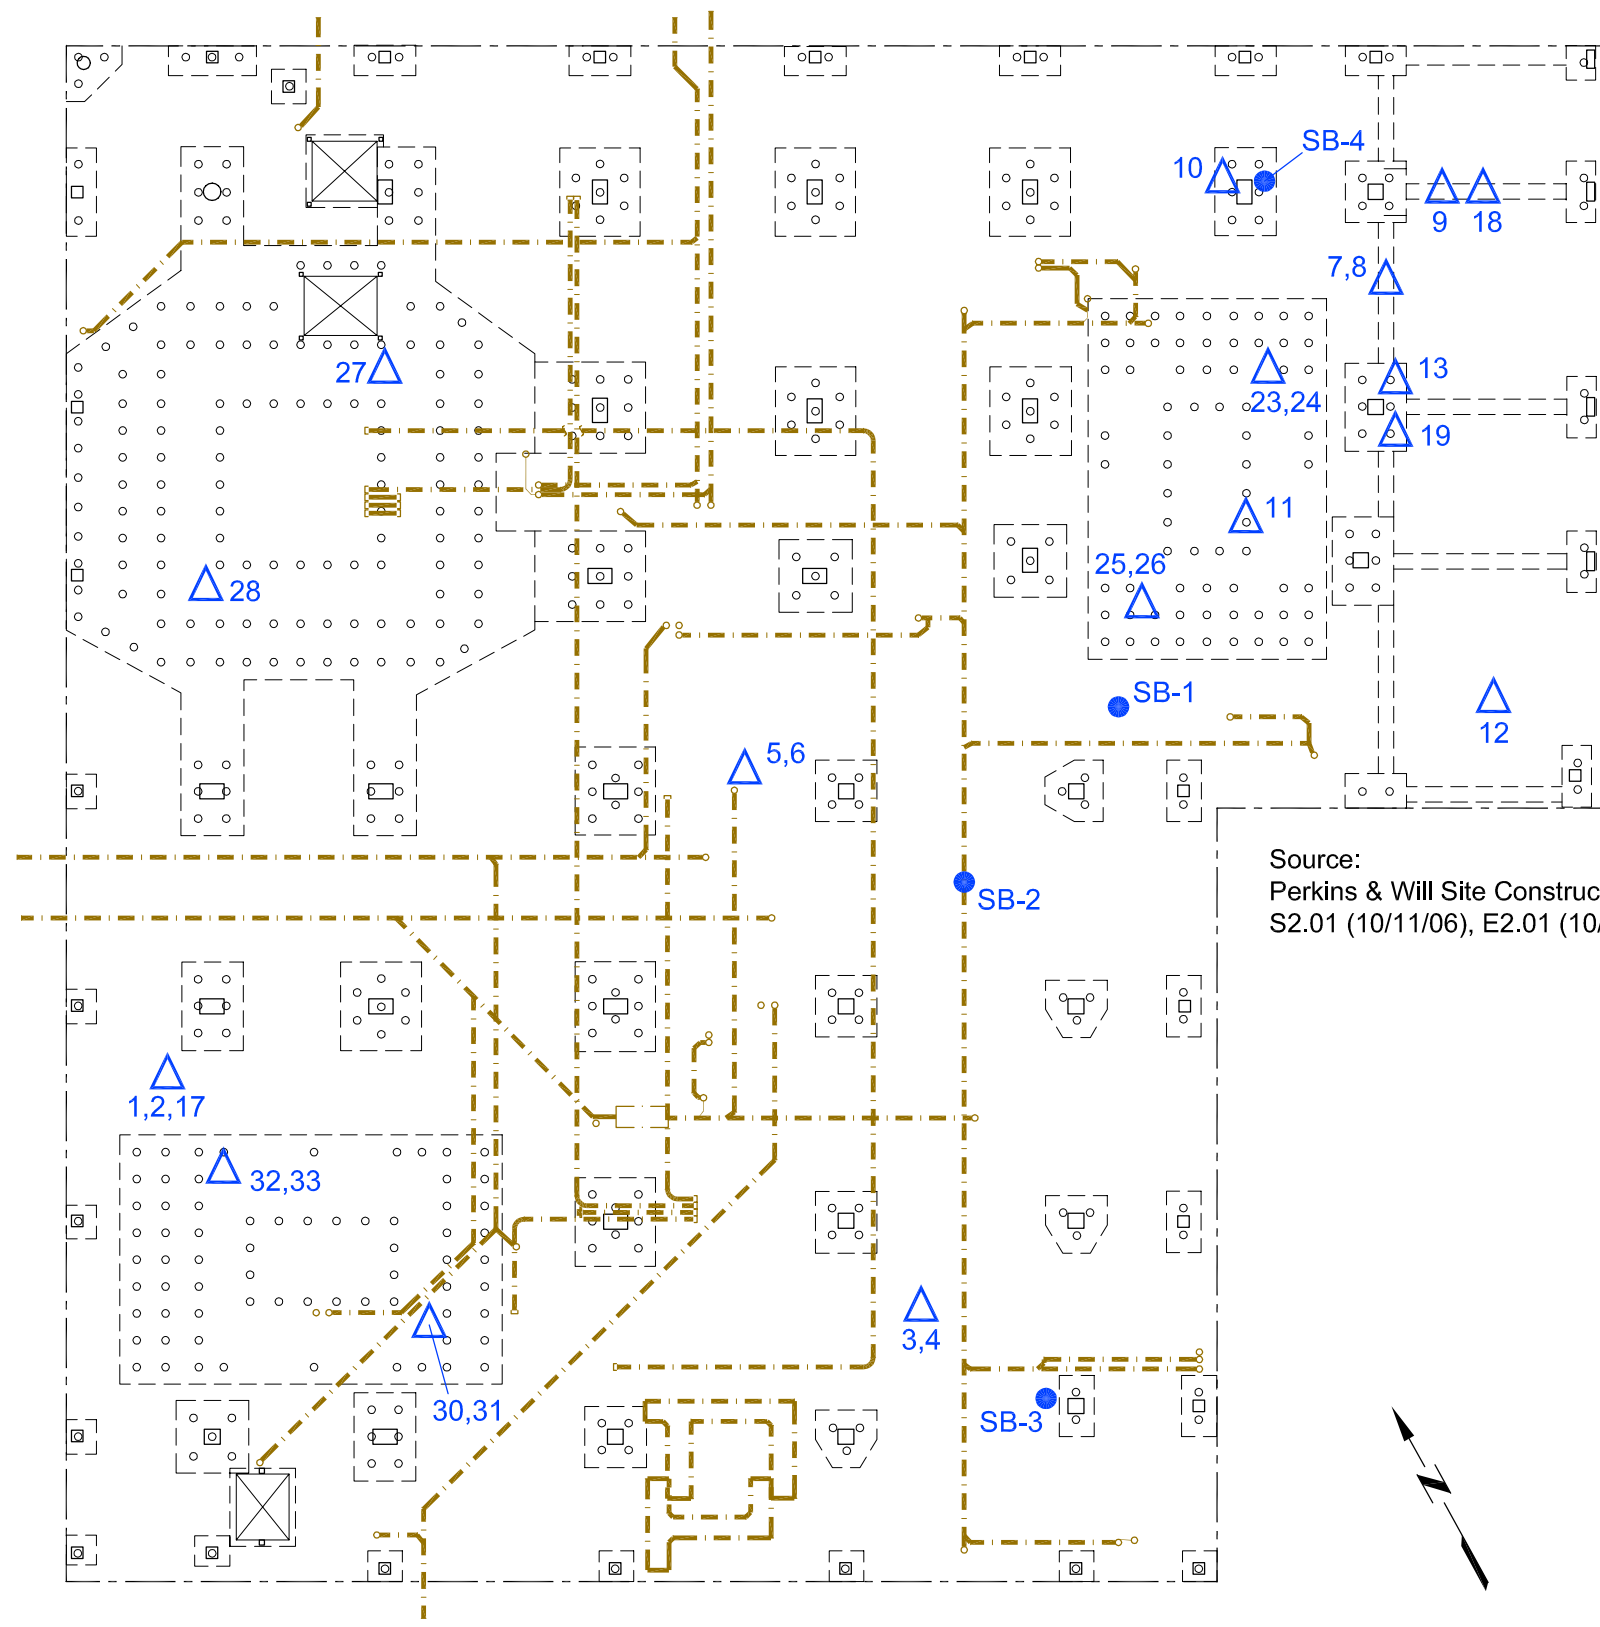 SB-4
10
9
18
7,8
27
13
23,24
19
11
25,26
28
SB-1
12
5,6
Source:
Perkins & Will Site Construc
SB-2
S2.01 (10/11/06), E2.01 (10/
1,2,17
32,33
3,4
30,31
SB-3
N